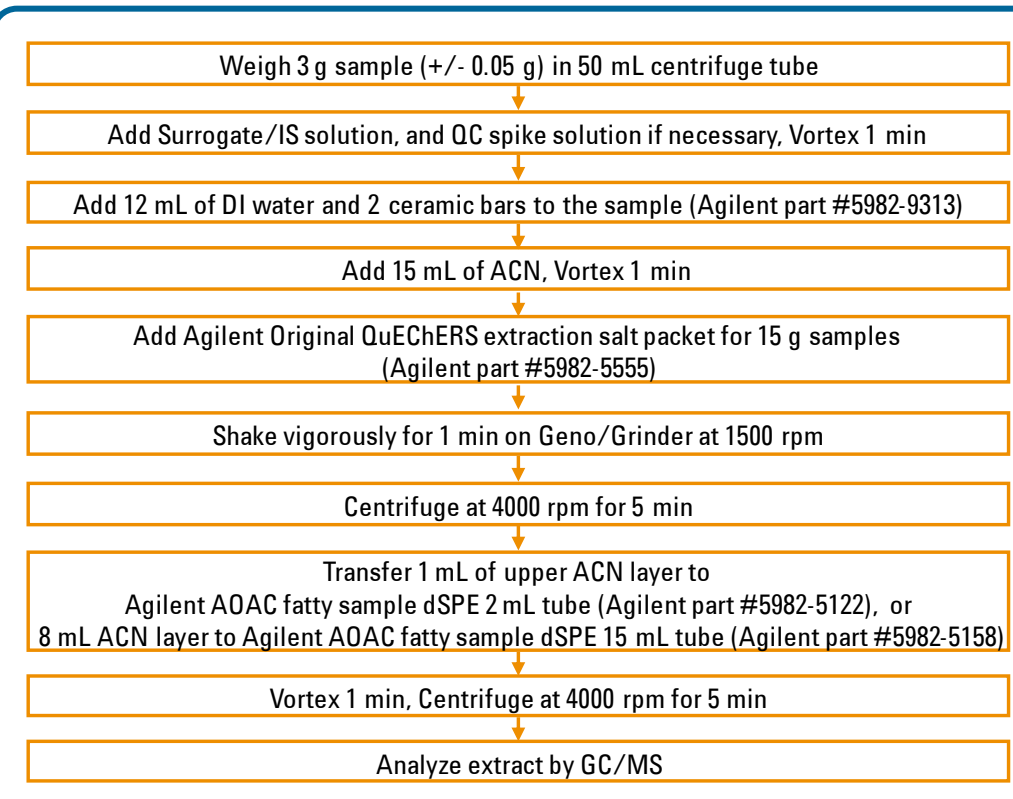 Weigh 3 g sample (+/- 0.05 g) in 50 mL centrifuge tube
Add Surrogate/IS solution, and QC spike solution if necessary, Vortex 1 min
Add 12 mL of DI water and 2 ceramic bars to the sample (Agilent part #5982-9313)
Add 15 mL of ACN, Vortex 1 min
Add Agilent Original QuEChERS extraction salt packet for 15 g samples
(Agilent part #5982-5555)
Shake vigorously for 1 min on Geno/Grinder at 1500 rpm
Centrifuge at 4000 rpm for 5 min
Transfer 1 mL of upper ACN layer to
Agilent AOAC fatty sample dSPE 2 mL tube (Agilent part #5982-5122), or
8 mL ACN layer to Agilent AOAC fatty sample dSPE 15 mL tube (Agilent part #5982-5158)
Vortex 1 min, Centrifuge at 4000 rpm for 5 min
Analyze extract by GC/MS